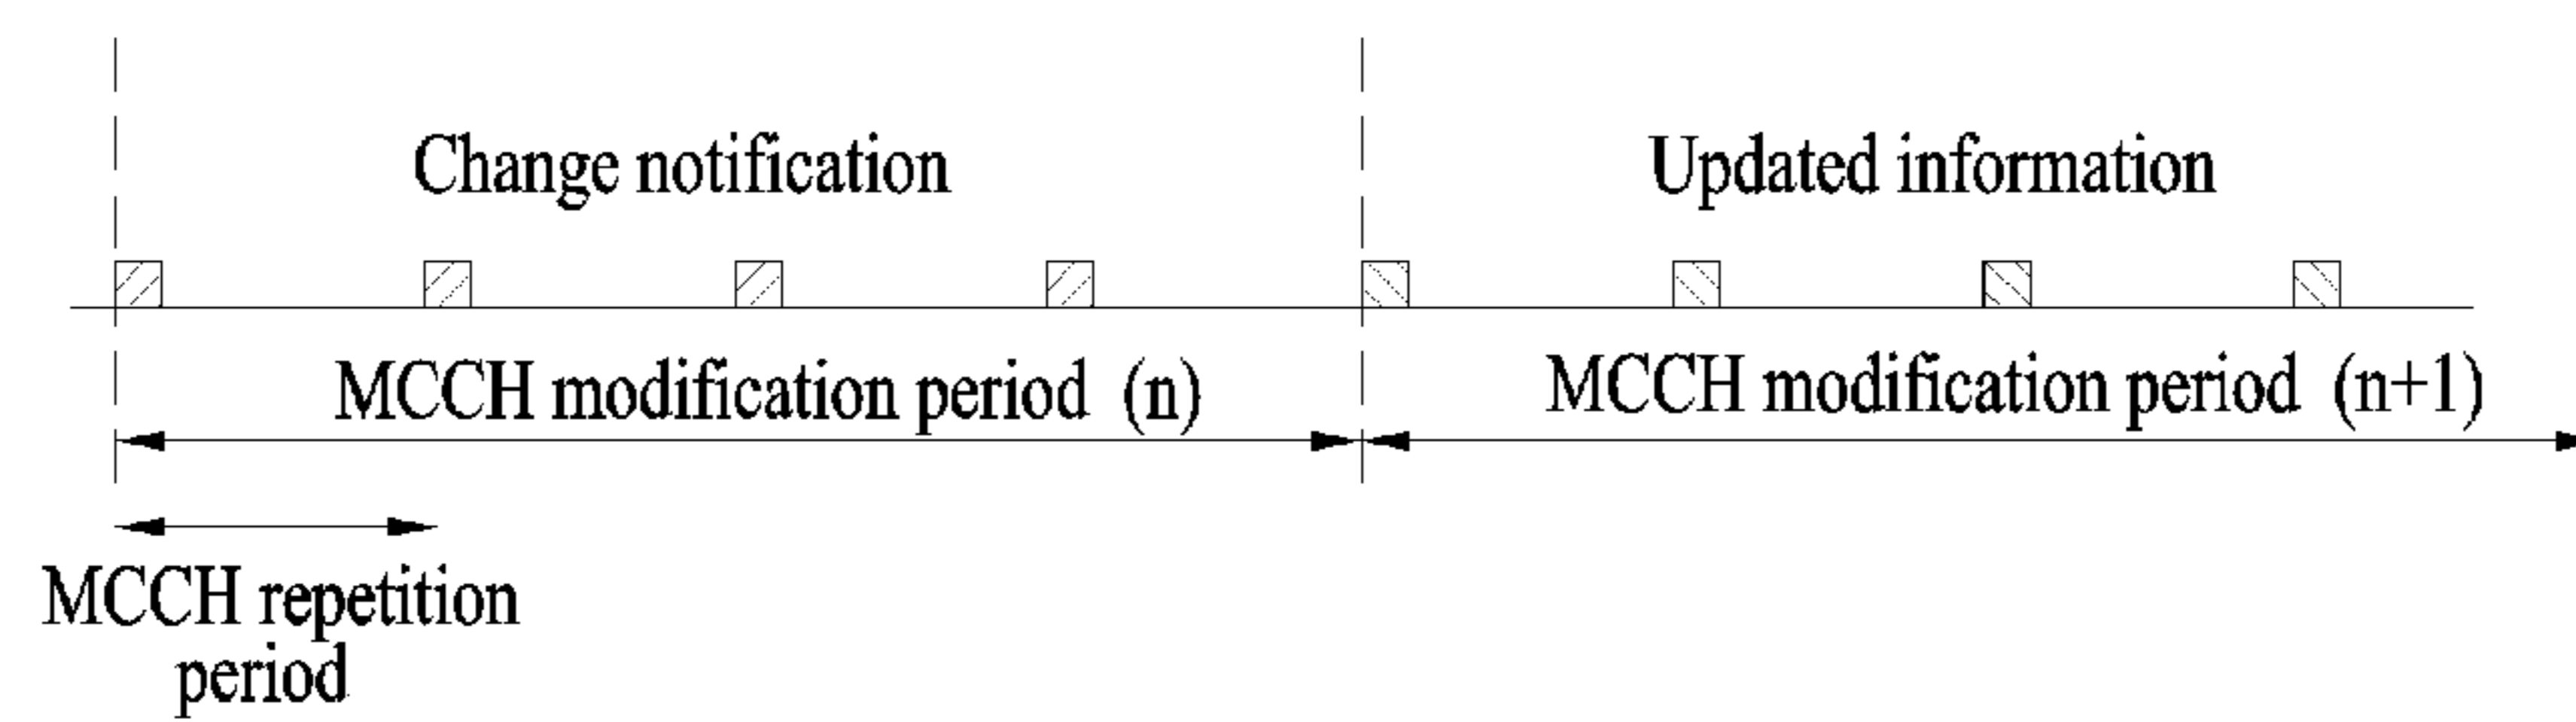 Change notification
Updated information
MCCH modification period (n)
MCCH modification period (n+1)
MCCH repetition
period